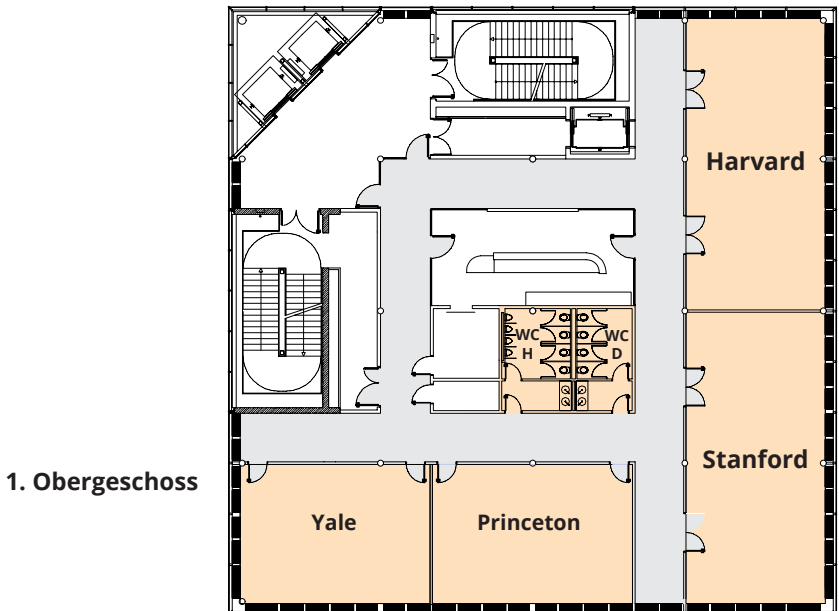 Harvard
WC
H
WC
D
Stanford
1. Obergeschoss
Yale
Princeton